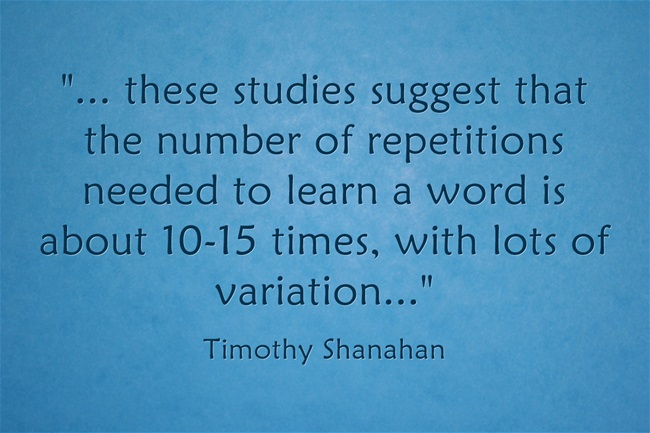 "... these studies suggest that
the number of repetitions
needed to learn a word is
about 10-15 times, with lots of
variation..."
Timothy Shanahan